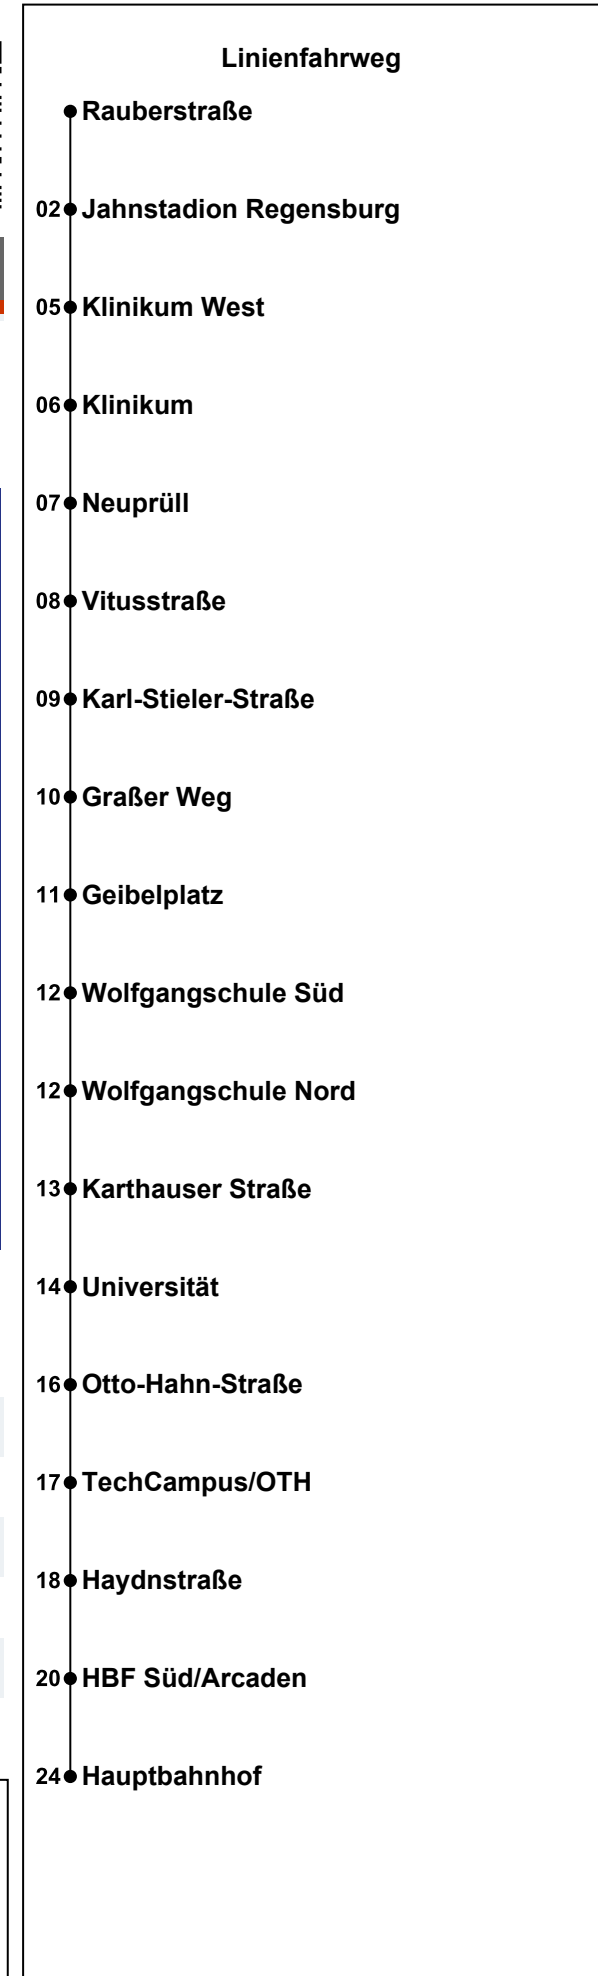 Linienfahrweg
Rauberstraße
02 Jahnstadion Regensburg
05 Klinikum West
06 Klinikum
07 Neuprüll
08 Vitusstraße
09 Karl-Stieler-Straße
10 Graßer Weg
11 Geibelplatz
12 Wolfgangschule Süd
12 Wolfgangschule Nord
13 Karthauser Straße
14 Universität
16 Otto-Hahn-Straße
17 TechCampus/OTH
18 Haydnstraße
20 HBF Süd/Arcaden
24 Hauptbahnhof